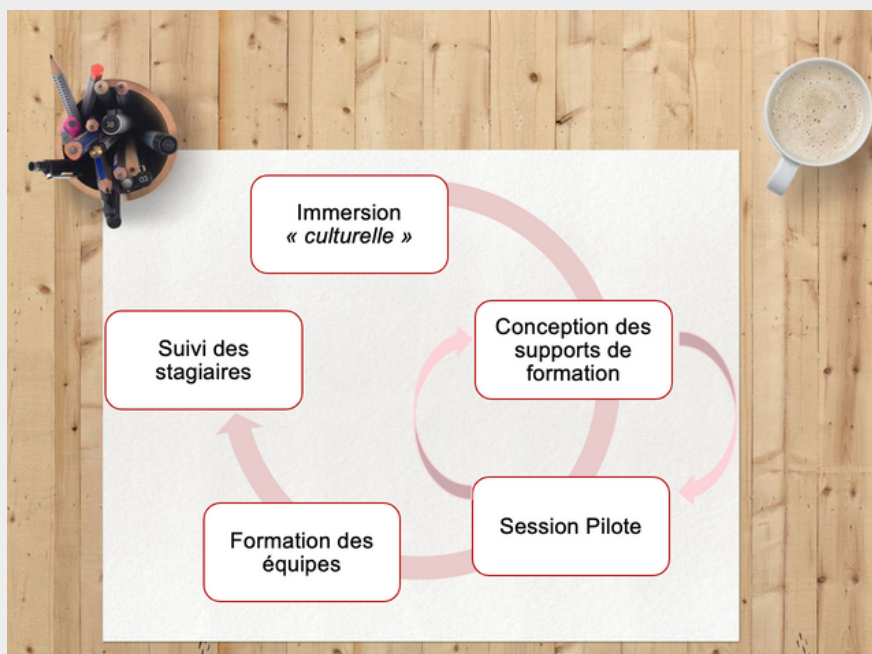 Immersion
« culturelle »
Conception des
supports de
formation
Session Pilote
Formation des
équipes
Suivi des
stagiaires